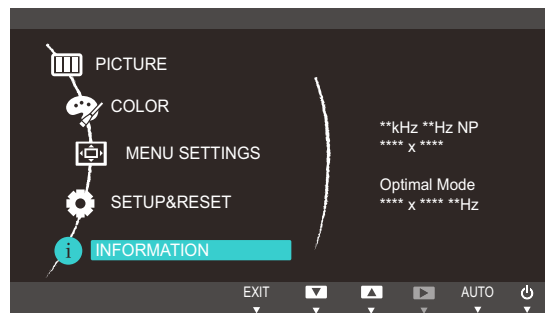 PICTURE
COLOR
MENU SETTINGS
SETUP&RESET
i INFORMATION
**kHz **Hz NP
**** x ****
Optimal Mode
**** x **** **Hz
EXIT AUTO